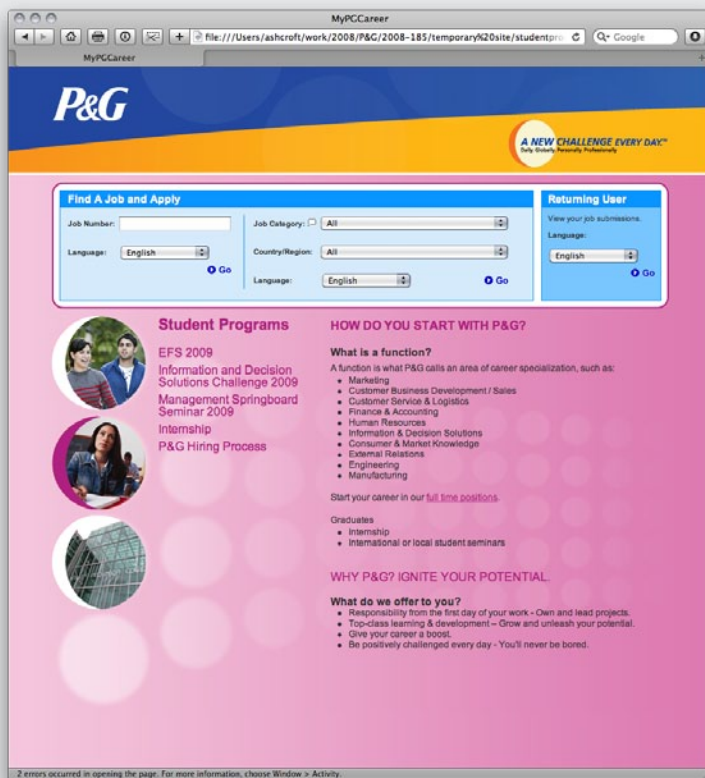 MyPGCareer
file:///Users/ashcroft/work/2008/P&G/2008-185/temporary%20site/studentpro
Google
MyPGCareer
P&G
A NEW CHALLENGE EVERY DAY.™
Daily. Globally. Personally. Professionally.
Find A Job and Apply
Job Number:
Language:
English
Go
Job Category:
All
Country/Region:
All
Language:
English
Go
Returning User
View your job submissions.
Language:
English
Go
Student Programs
EFS 2009
Information and Decision
Solutions Challenge 2009
Management Springboard
Seminar 2009
Internship
P&G Hiring Process
HOW DO YOU START WITH P&G?
What is a function?
A function is what P&G calls an area of career specialization, such as:
• Marketing
• Customer Business Development / Sales
• Customer Service & Logistics
• Finance & Accounting
• Human Resources
• Information & Decision Solutions
• Consumer & Market Knowledge
• External Relations
• Engineering
• Manufacturing
Start your career in our full time positions.
Graduates
• Internship
• International or local student seminars
WHY P&G? IGNITE YOUR POTENTIAL.
What do we offer to you?
• Responsibility from the first day of your work - Own and lead projects.
• Top-class learning & development – Grow and unleash your potential.
• Give your career a boost.
• Be positively challenged every day - You'll never be bored.
2 errors occurred in opening the page. For more information, choose Window > Activity.